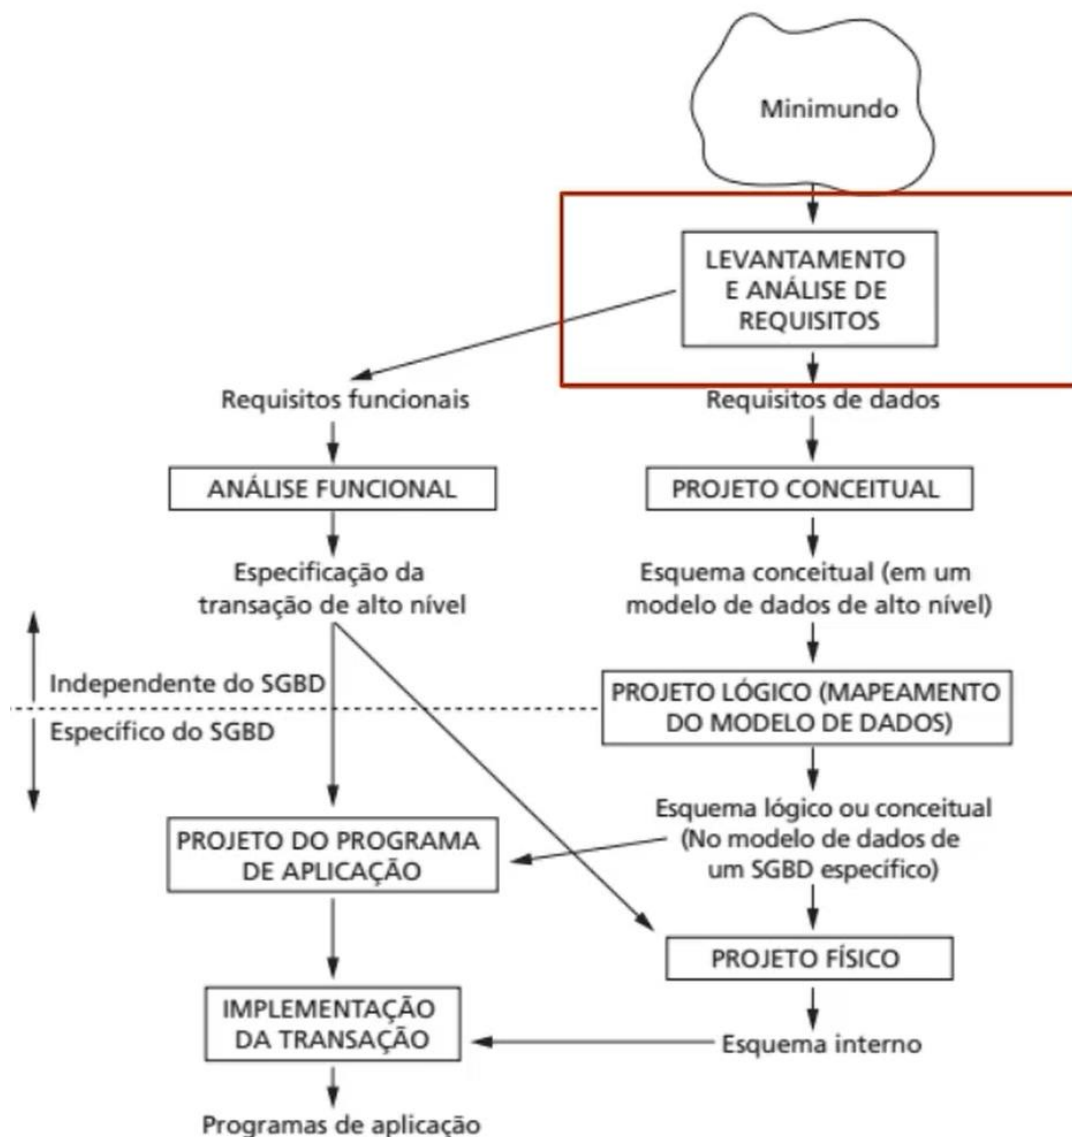 Minimundo
LEVANTAMENTO
E ANÁLISE DE
REQUISITOS
Requisitos funcionais
Requisitos de dados
ANÁLISE FUNCIONAL
PROJETO CONCEITUAL
Especificação da
transação de alto nível
Esquema conceitual (em um
modelo de dados de alto nível)
Independente do SGBD
Específico do SGBD
PROJETO LÓGICO (MAPEAMENTO
DO MODELO DE DADOS)
Esquema lógico ou conceitual
(No modelo de dados de
um SGBD específico)
PROJETO DO PROGRAMA
DE APLICAÇÃO
PROJETO FÍSICO
IMPLEMENTAÇÃO
DA TRANSAÇÃO
Esquema interno
Programas de aplicação